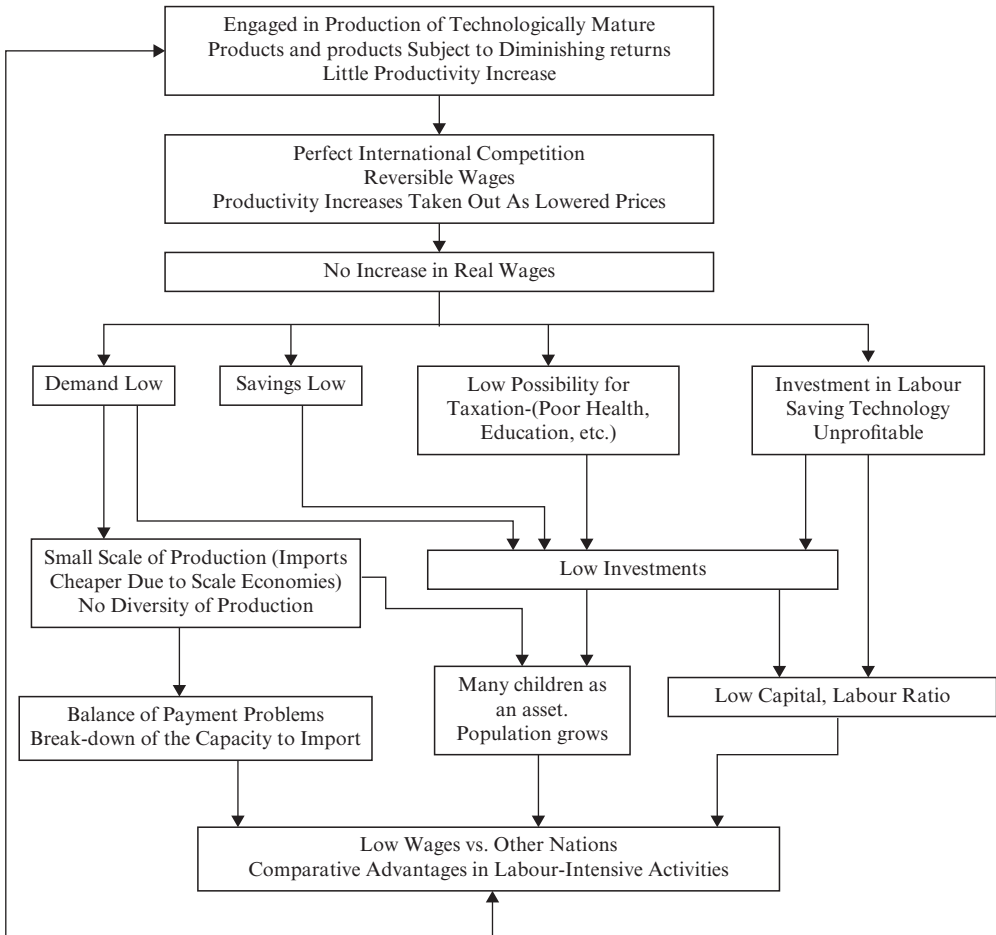 Engaged in Production of Technologically Mature
Products and products Subject to Diminishing returns
Little Productivity Increase
Perfect International Competition
Reversible Wages
Productivity Increases Taken Out As Lowered Prices
No Increase in Real Wages
Demand Low
Savings Low
Low Possibility for
Taxation-(Poor Health,
Education, etc.)
Investment in Labour
Saving Technology
Unprofitable
Small Scale of Production (Imports
Cheaper Due to Scale Economies)
No Diversity of Production
Low Investments
Many children as
an asset.
Population grows
Low Capital, Labour Ratio
Balance of Payment Problems
Break-down of the Capacity to Import
Low Wages vs. Other Nations
Comparative Advantages in Labour-Intensive Activities